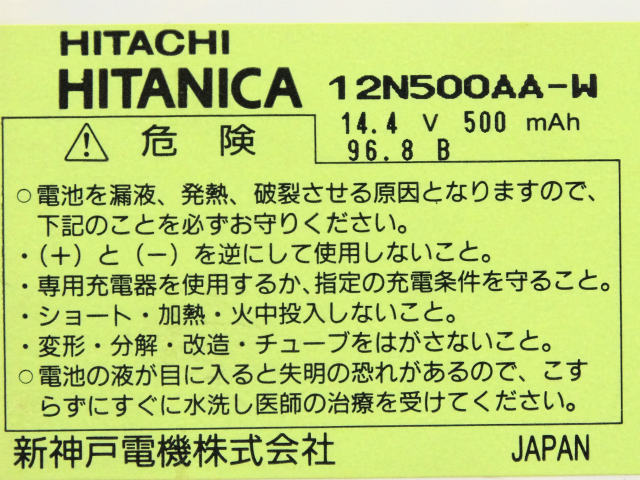 HITACHI
HITANICA 12N500AA-W
14.4 V 500 mAh
96.8 B
危険
○電池を漏液、発熱、破裂させる原因となりますので、
下記のことを必ずお守りください。
・(+)と(-)を逆にして使用しないこと。
・専用充電器を使用するか、指定の充電条件を守ること。
・ショート・加熱・火中投入しないこと。
・変形・分解・改造・チューブをはがさないこと。
○電池の液が目に入ると失明の恐れがあるので、こす
らずにすぐに水洗し医師の治療を受けてください。
新神戸電機株式会社 JAPAN